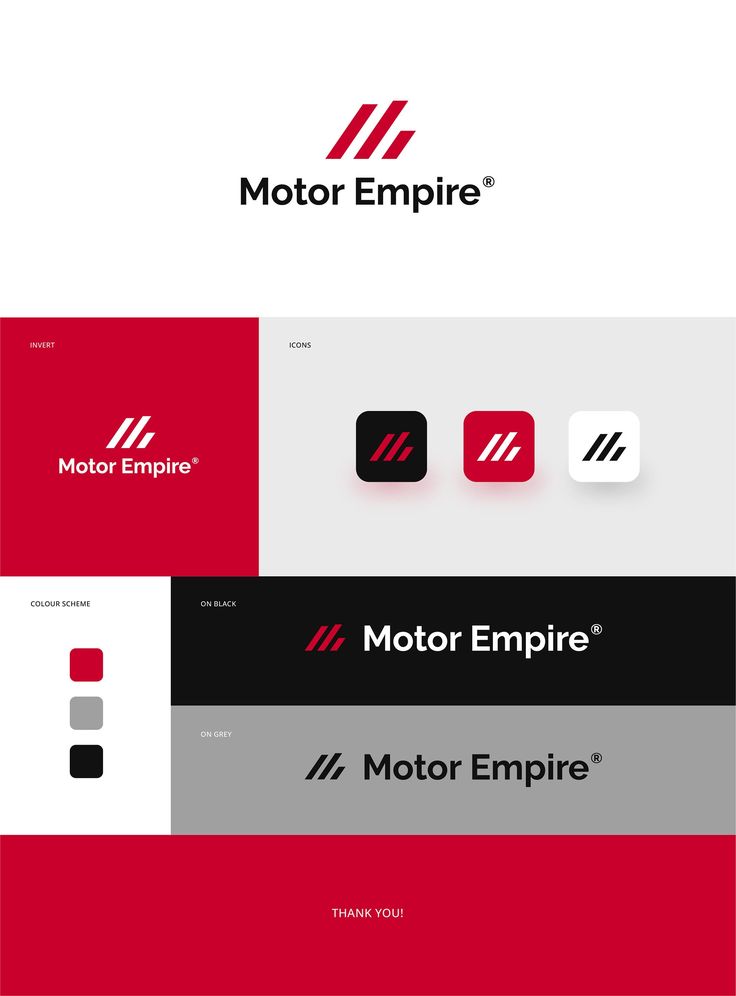 Motor Empire®
INVERT
ICONS
Motor Empire®
COLOUR SCHEME
ON BLACK
Motor Empire®
ON GREY
Motor Empire®
THANK YOU!